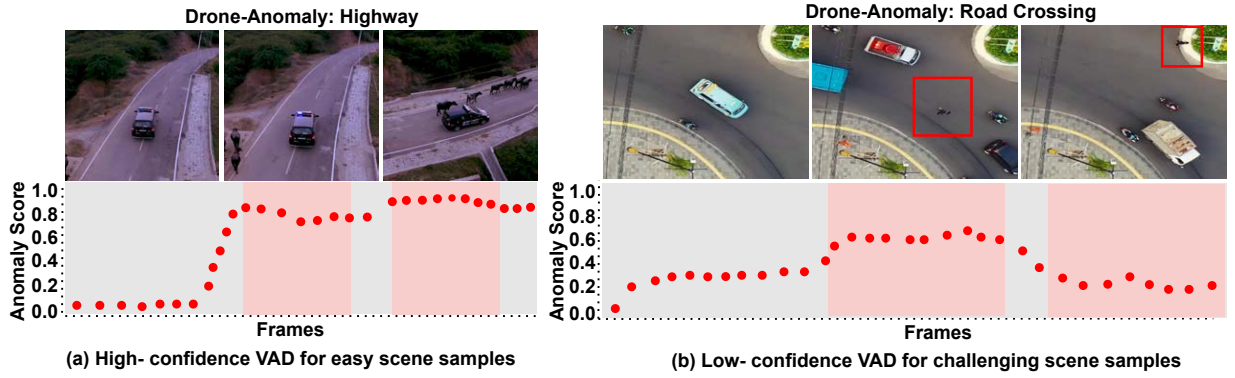 Drone-Anomaly: Highway
Anomaly Score
1.0
0.8
0.6
0.4
0.2
0.0
Frames
(a) High- confidence VAD for easy scene samples
Drone-Anomaly: Road Crossing
Anomaly Score
1.0
0.8
0.6
0.4
0.2
0.0
Frames
(b) Low- confidence VAD for challenging scene samples